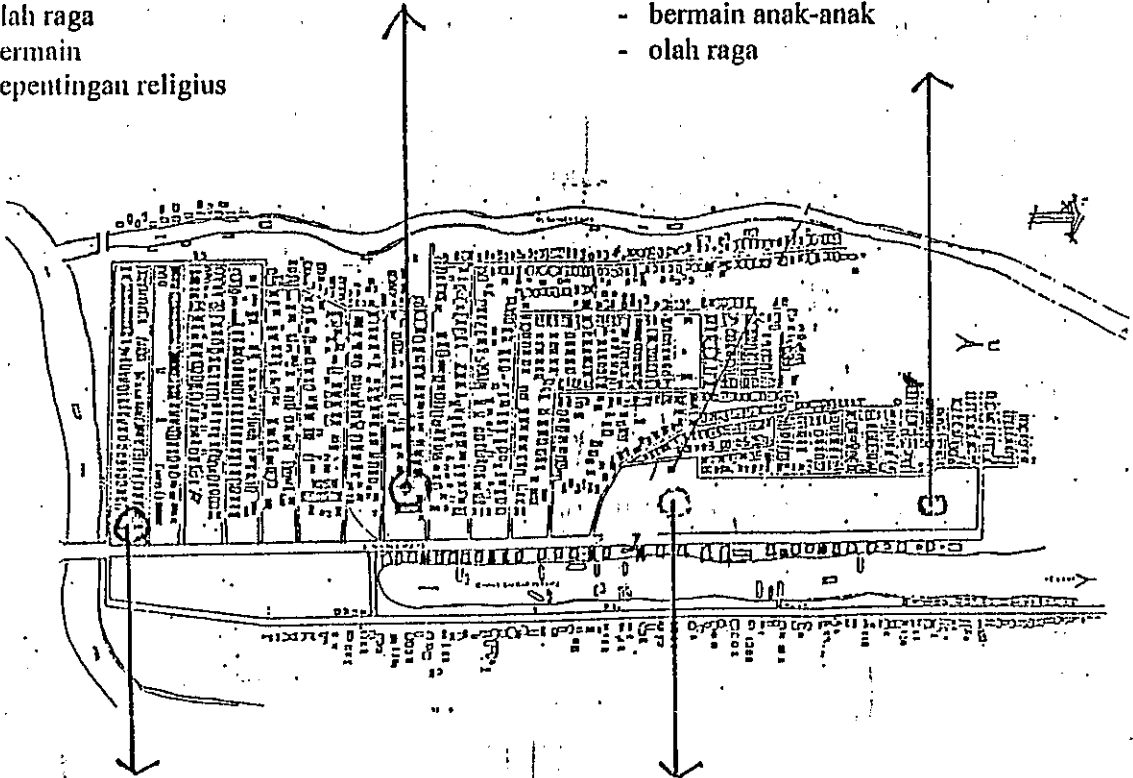 lah raga
ermain
epentingan religius
- bermain anak-anak
- olah raga